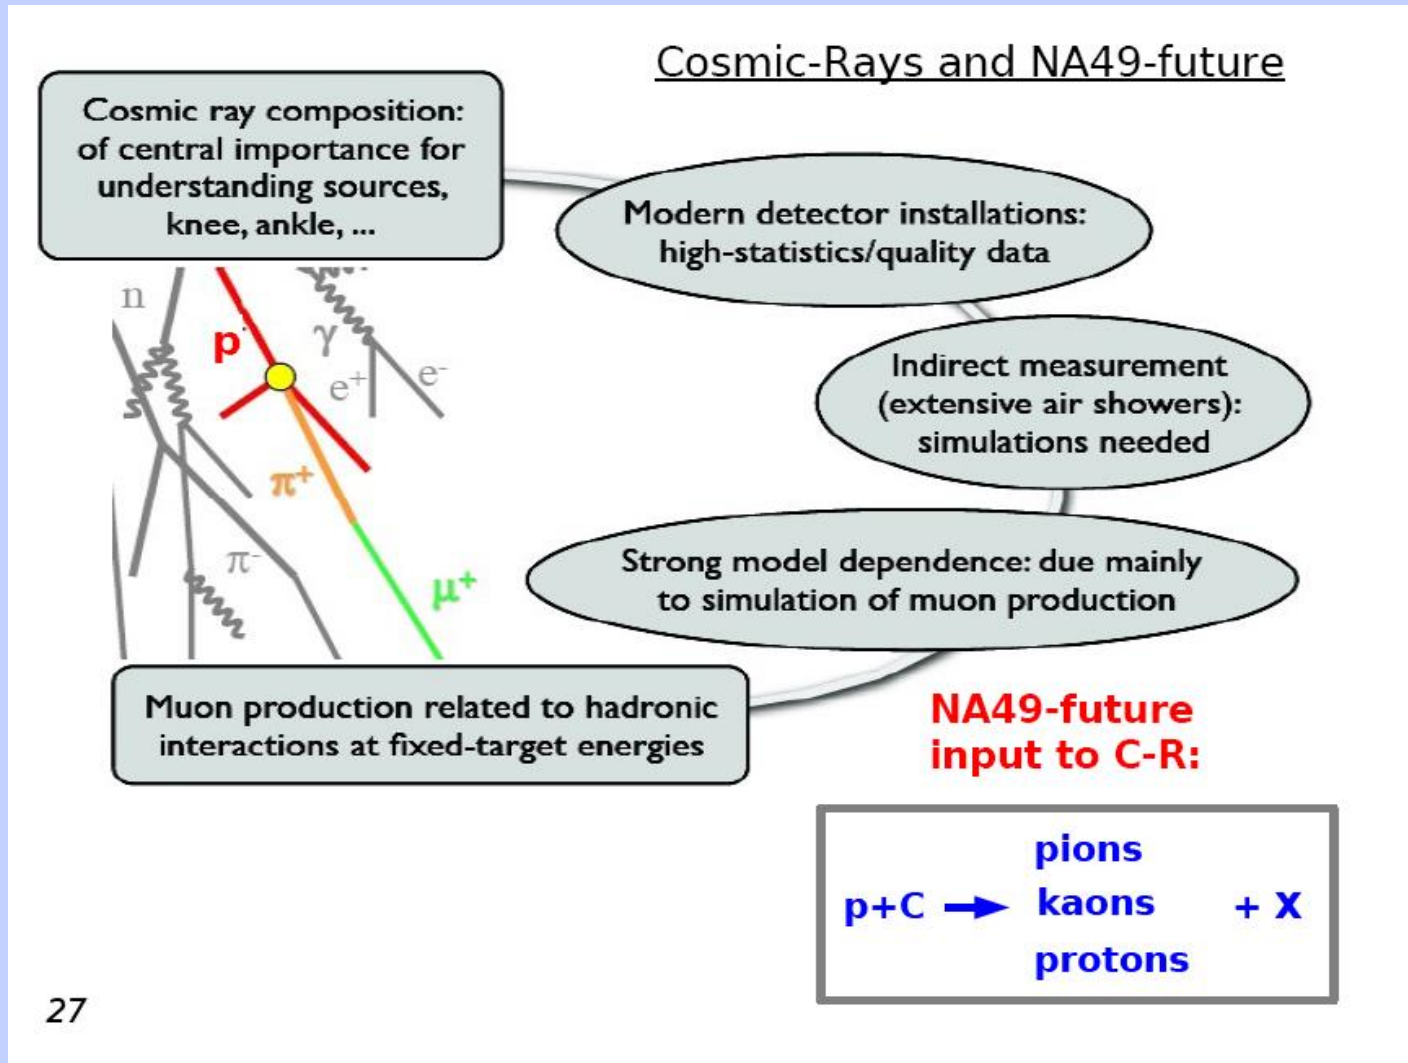 Cosmic-Rays and NA49-future
Cosmic ray composition:
of central importance for
understanding sources,
knee, ankle, ...
Modern detector installations:
high-statistics/quality data
Indirect measurement
(extensive air showers):
simulations needed
Strong model dependence: due mainly
to simulation of muon production
Muon production related to hadronic
interactions at fixed-target energies
n
p
γ
e⁺
e⁻
π⁺
π⁻
μ⁺
NA49-future
input to C-R:
pions
p+C → kaons + X
protons
27